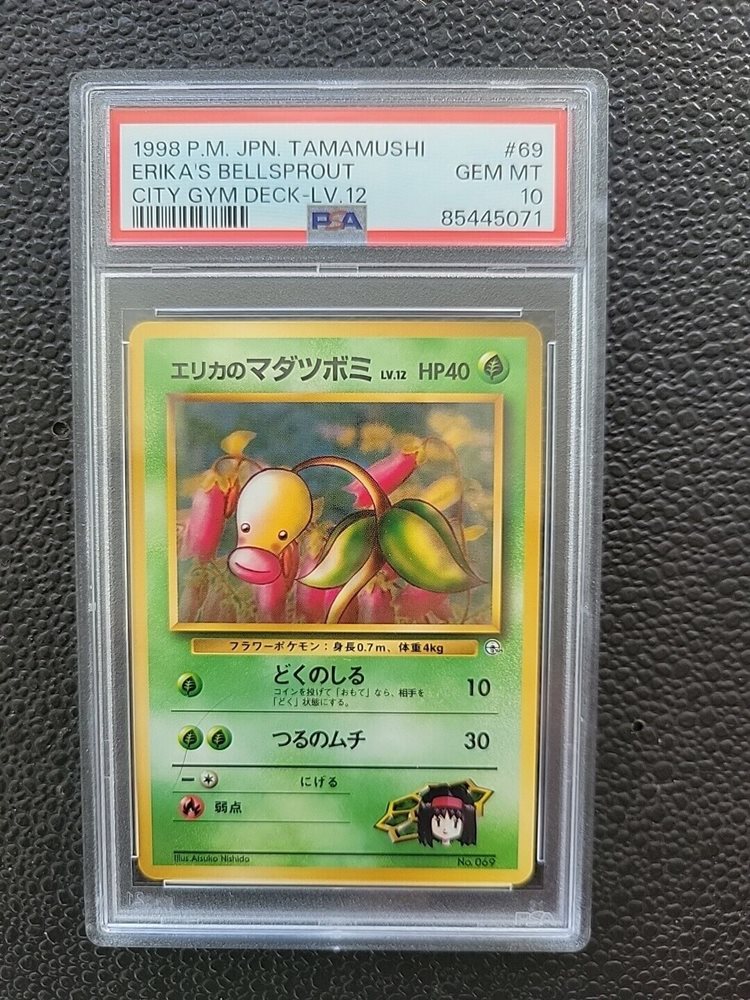 1998 P.M. JPN. TAMAMUSHI #69
ERIKA'S BELLSPROUT GEM MT
CITY GYM DECK-LV.12 10
PSA 85445071
エリカのマダツボミ LV.12 HP40
フラワーポケモン：身長0.7m、体重4kg
どくのしる 10
コインを投げて「おもて」なら、相手を
「どく」状態にする。
つるのムチ 30
にげる
弱点
Illus.Atsuko Nishida No.069
PSA